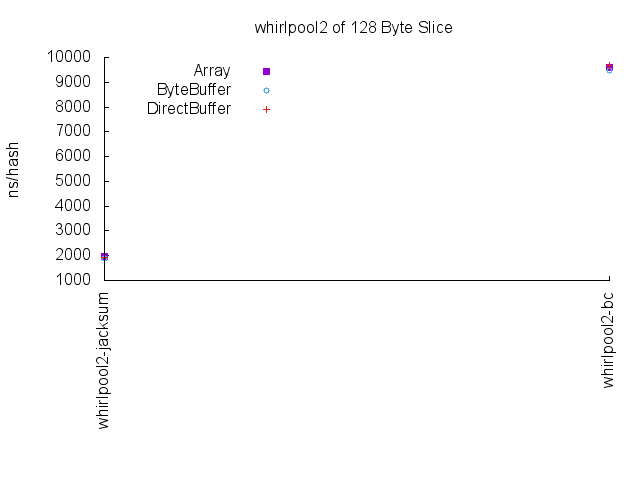 whirlpool2 of 128 Byte Slice
ns/hash
10000
9000
8000
7000
6000
5000
4000
3000
2000
1000
Array
ByteBuffer
DirectBuffer
whirlpool2-jacksum
whirlpool2-bc